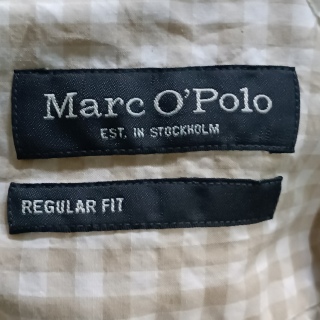 Marc O'Polo
EST. IN STOCKHOLM
REGULAR FIT